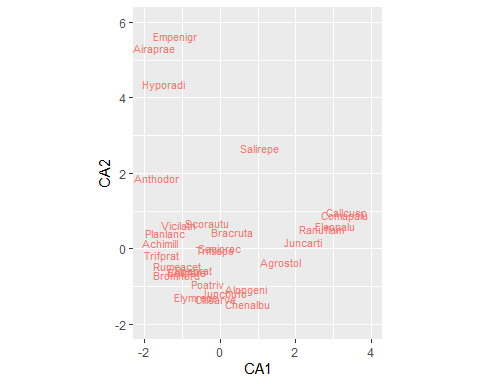 6
Empenigr
Airaprae
Hyporadi
4
Salirepe
CA2
2
Anthodor
Callcusp
Comapalu
Scorautu
Vicilath
Eleopalu
Ranuflam
Bracruta
Planlanc
Juncarti
Achimill
0
Trifprat
Agrostol
Rumeacet
Poatriv
Alopgeni
Chenalbu
-2
-2 0 2 4
CA1